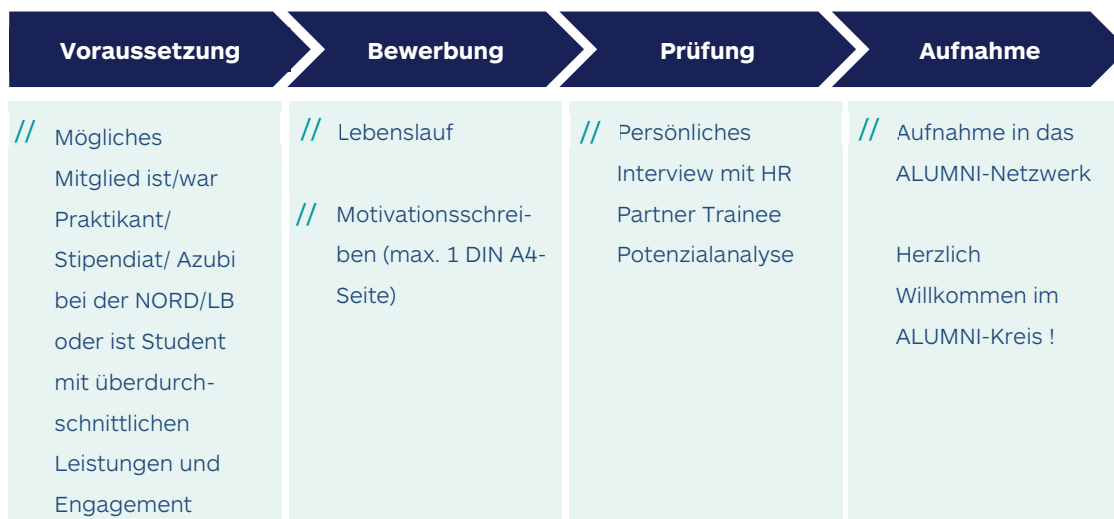 Voraussetzung
Bewerbung
Prüfung
Aufnahme
// Mögliches
Mitglied ist/war
Praktikant/
Stipendiat/ Azubi
bei der NORD/LB
oder ist Student
mit überdurch-
schnittlichen
Leistungen und
Engagement
// Lebenslauf
// Motivationsschrei-
ben (max. 1 DIN A4-
Seite)
// Persönliches
Interview mit HR
Partner Trainee
Potenzialanalyse
// Aufnahme in das
ALUMNI-Netzwerk
Herzlich
Willkommen im
ALUMNI-Kreis !